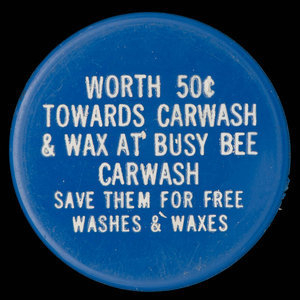 WORTH 50¢
TOWARDS CARWASH
& WAX AT BUSY BEE
CARWASH
SAVE THEM FOR FREE
WASHES & WAXES